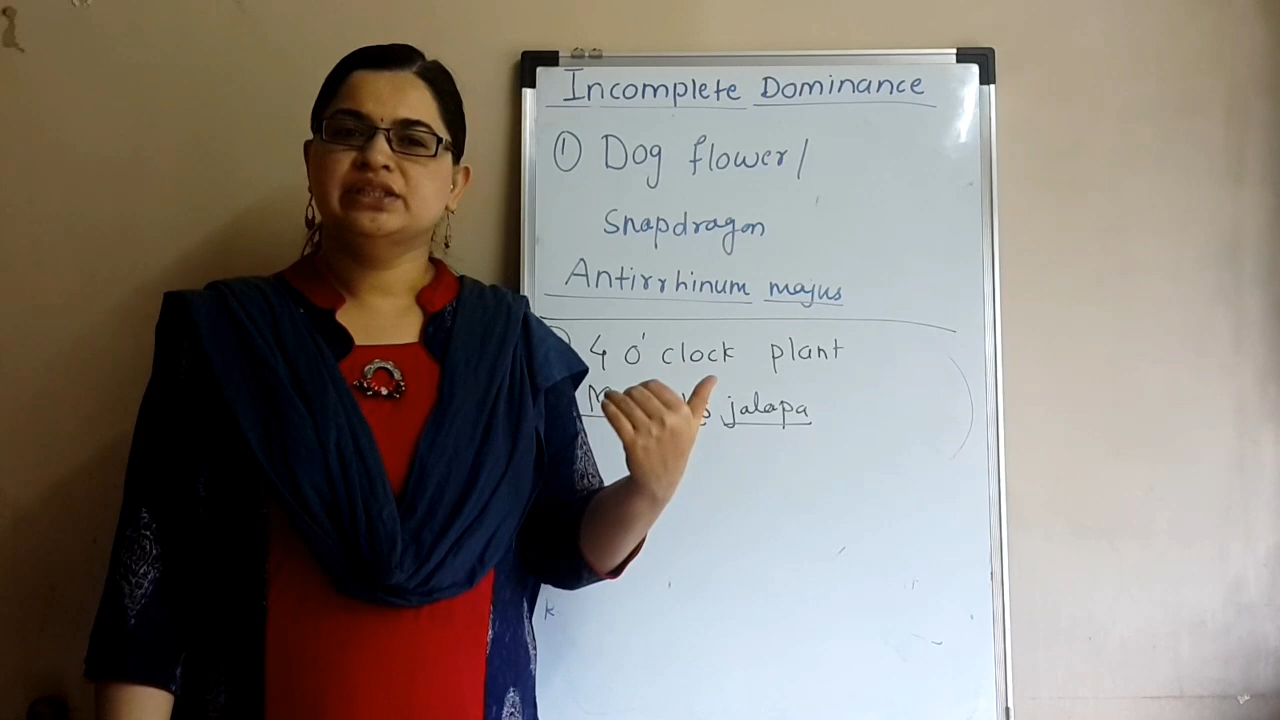 Incomplete Dominance
① Dog flower/
Snapdragon
Antirrhinum majus
4 o'clock plant
jalapa
k